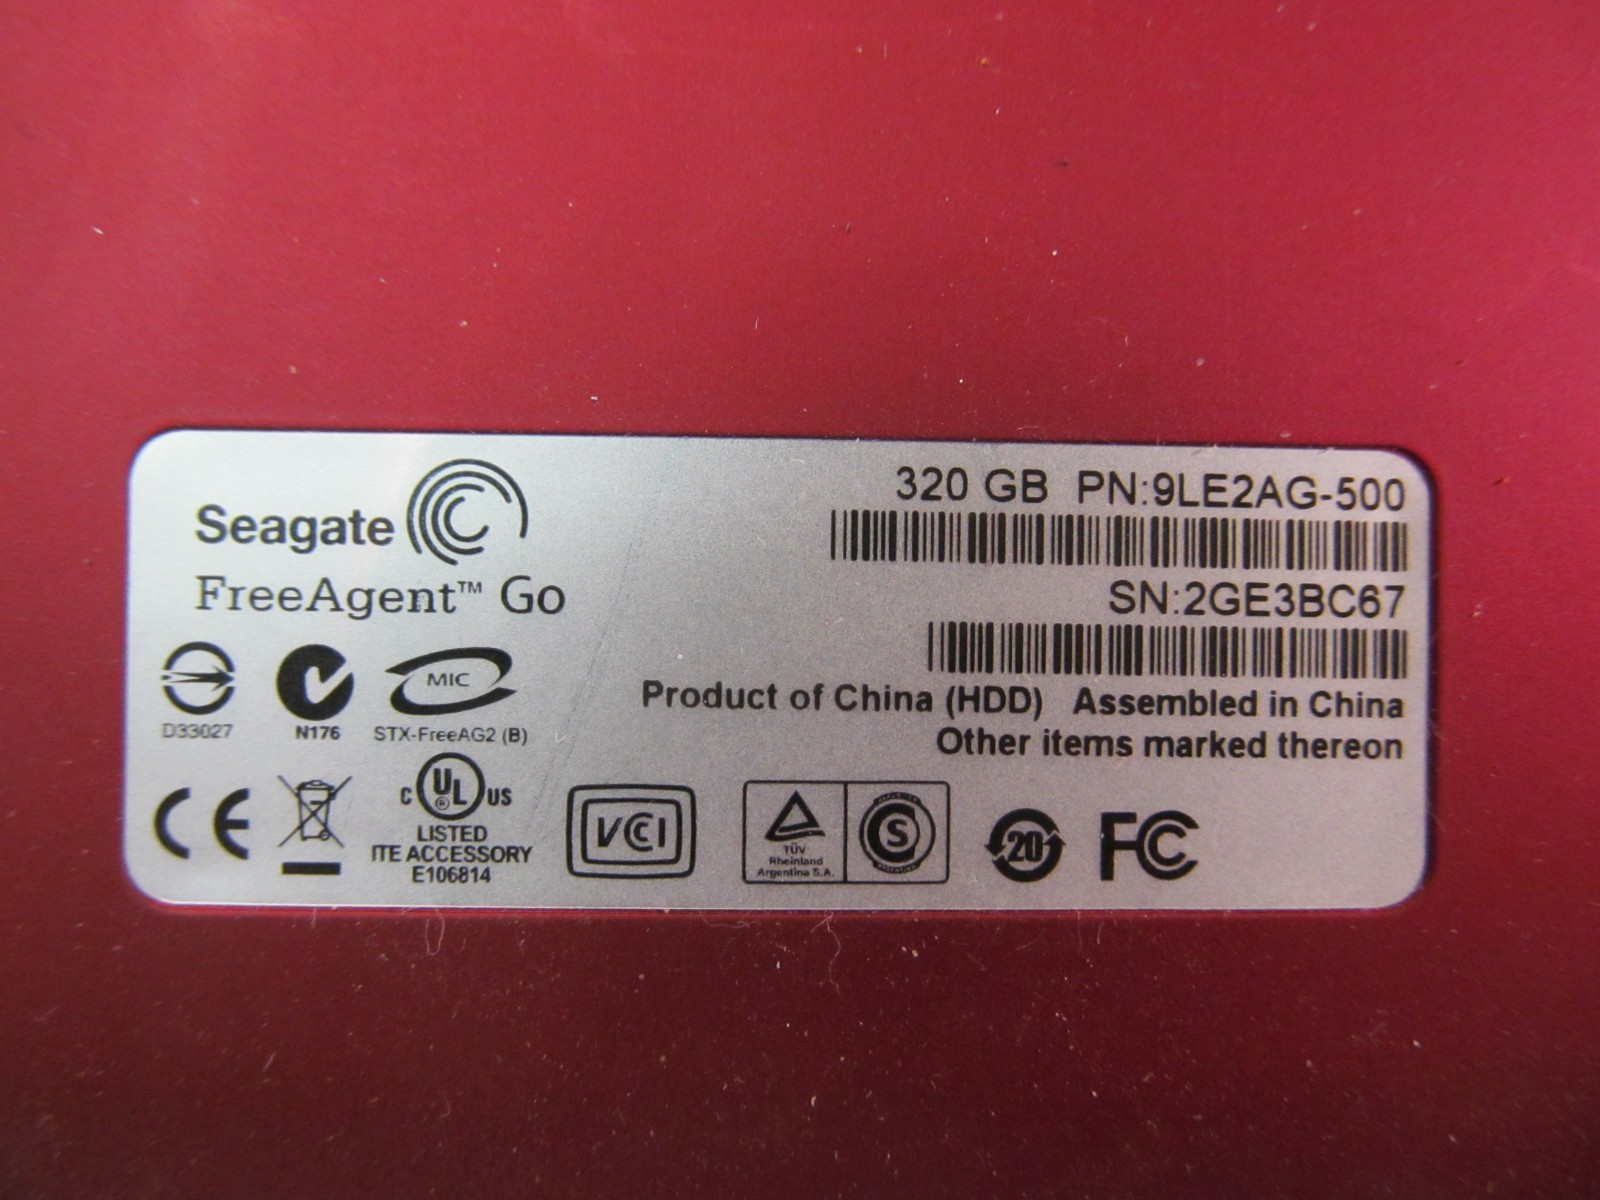 Seagate
FreeAgent™ Go
320 GB PN:9LE2AG-500
SN:2GE3BC67
Product of China (HDD) Assembled in China
Other items marked thereon
D33027
N176
MIC
STX-FreeAG2 (B)
CE
C UL ® US
LISTED
ITE ACCESSORY
E106814
VCCI
TÜV
Rheinland
Argentina S.A.
S
20
FC